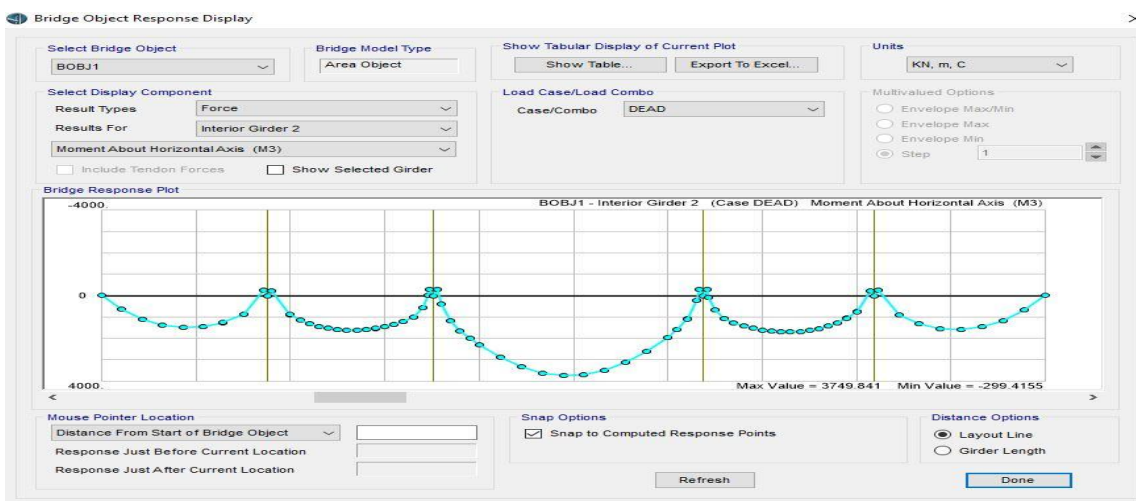 Bridge Object Response Display
Select Bridge Object
BOBJ1
Bridge Model Type
Area Object
Show Tabular Display of Current Plot
Show Table...
Export To Excel...
Units
KN, m, C
Select Display Component
Result Types
Force
Results For
Interior Girder 2
Moment About Horizontal Axis (M3)
Include Tendon Forces
Show Selected Girder
Load Case/Load Combo
Case/Combo
DEAD
Multivalued Options
Envelope Max/Min
Envelope Max
Envelope Min
Step
1
Bridge Response Plot
-4000.
BOBJ1 - Interior Girder 2 (Case DEAD) Moment About Horizontal Axis (M3)
0
4000.
Max Value = 3749.841 Min Value = -299.4155
Mouse Pointer Location
Distance From Start of Bridge Object
Response Just Before Current Location
Response Just After Current Location
Snap Options
Snap to Computed Response Points
Distance Options
Layout Line
Girder Length
Refresh
Done